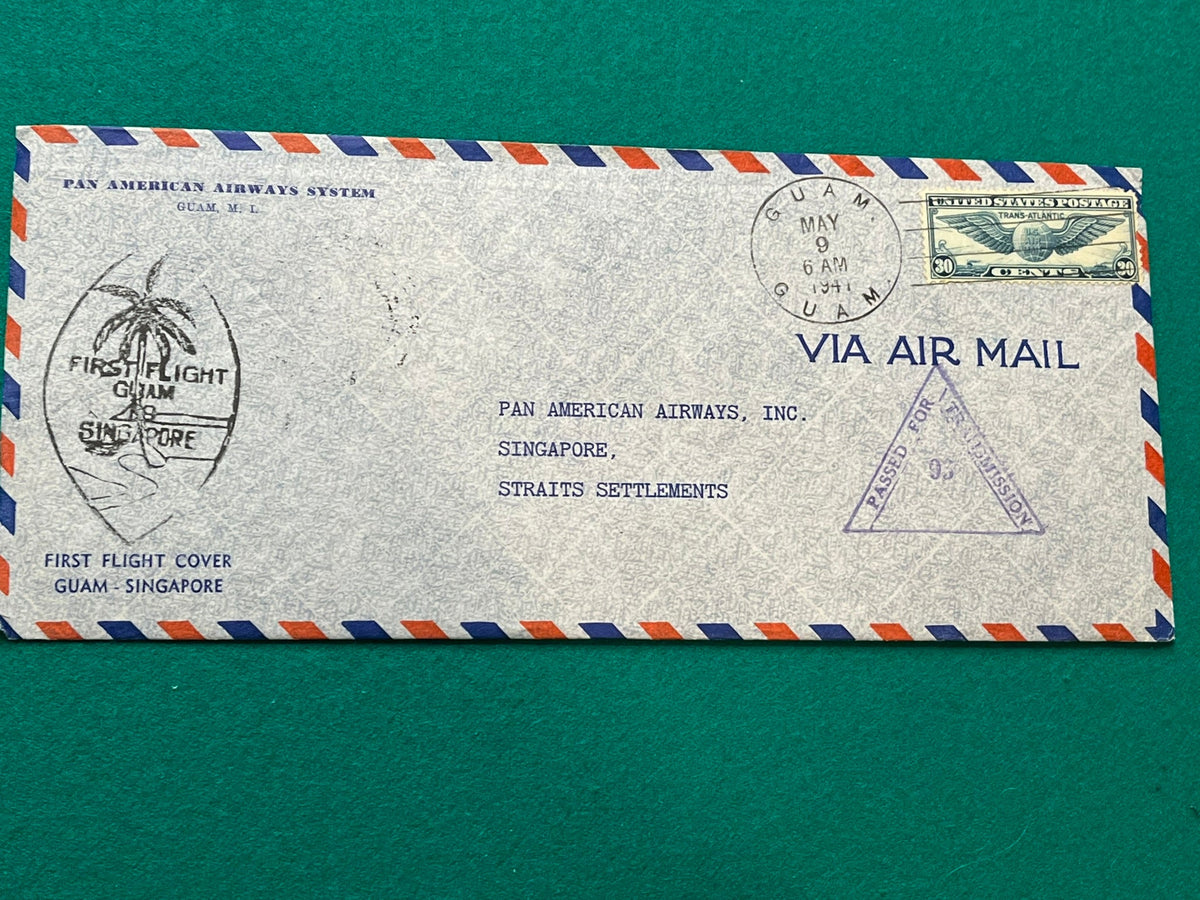 PAN AMERICAN AIRWAYS SYSTEM
GUAM, M. I.
GUAM.
MAY
9
6 AM
1941
GUAM.
UNITED STATES POSTAGE
TRANS-ATLANTIC
U.S.
30 CENTS 30
VIA AIR MAIL
FIRST FLIGHT
GUAM
SINGAPORE
PAN AMERICAN AIRWAYS, INC.
SINGAPORE,
STRAITS SETTLEMENTS
PASSED FOR TRANSMISSION
FIRST FLIGHT COVER
GUAM - SINGAPORE